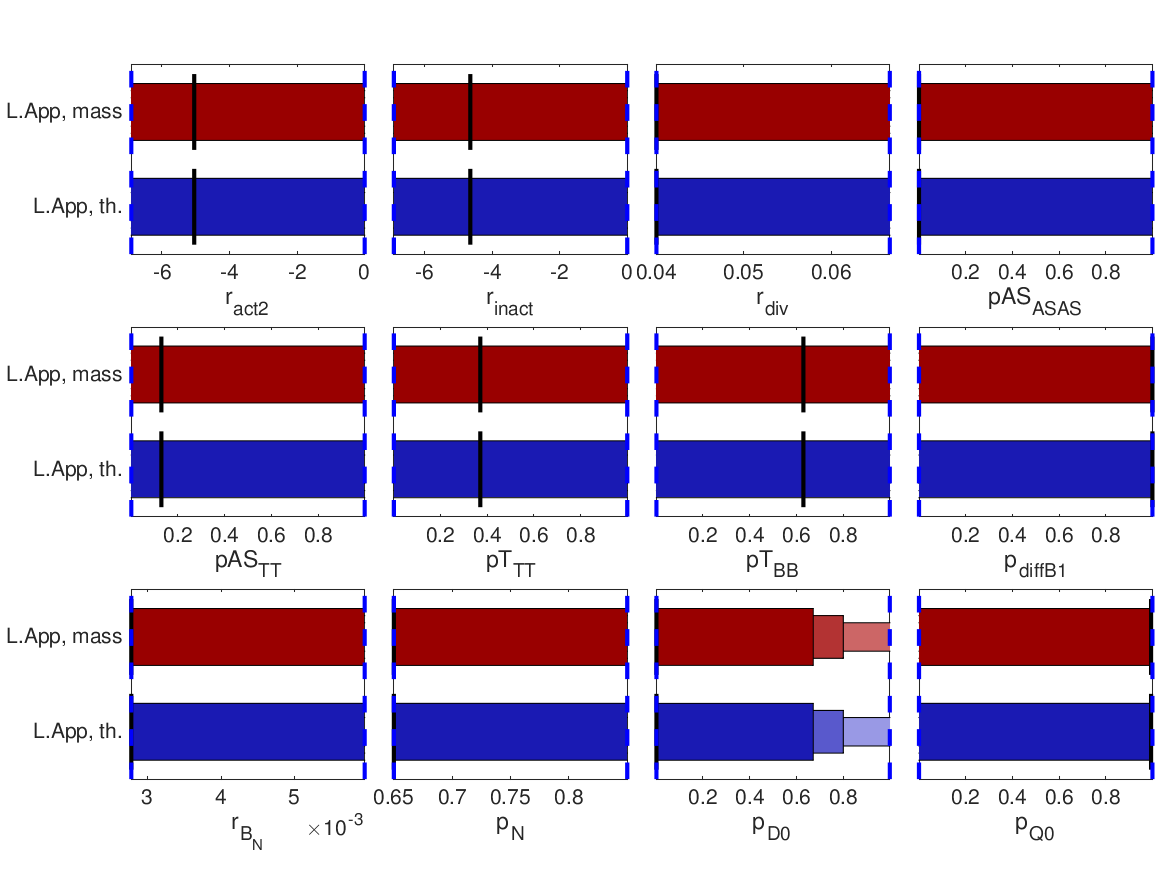 L.App, mass
L.App, th.
-6 -4 -2 0
r_act2
-6 -4 -2 0
r_inact
0.04 0.05 0.06
r_div
0.2 0.4 0.6 0.8
pAS_ASAS
L.App, mass
L.App, th.
0.2 0.4 0.6 0.8
pAS_TT
0.2 0.4 0.6 0.8
pT_TT
0.2 0.4 0.6 0.8
pT_BB
0.2 0.4 0.6 0.8
p_diffB1
L.App, mass
L.App, th.
3 4 5
r_B_N ×10^-3
0.65 0.7 0.75 0.8
p_N
0.2 0.4 0.6 0.8
p_D0
0.2 0.4 0.6 0.8
p_Q0